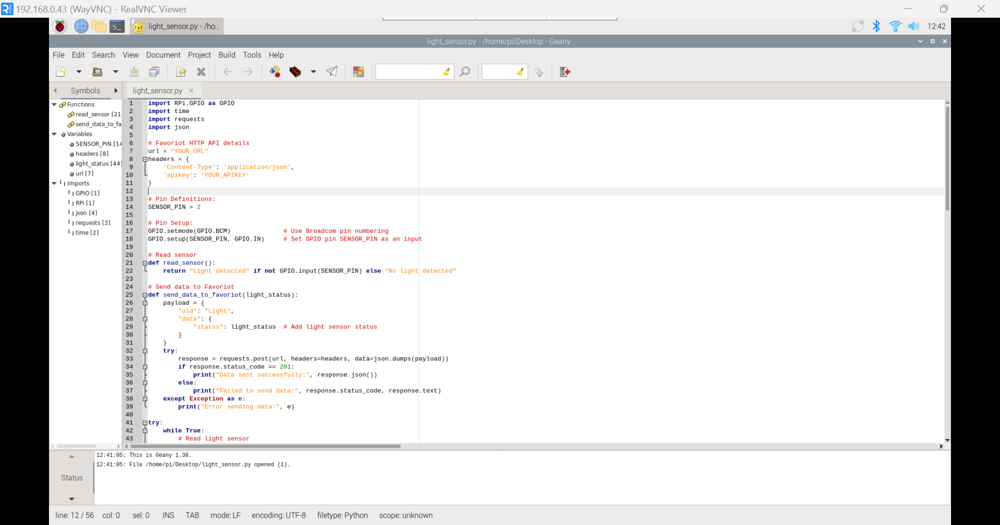 192.168.0.43 (WayVNC) - RealVNC Viewer
light_sensor.py - /ho..
12:42
light_sensor.py - /home/pi/Desktop - Geany
File Edit Search View Document Project Build Tools Help
Symbols
light_sensor.py
Functions
read_sensor [21
send_data_to_fa
Variables
SENSOR_PIN [14
headers [8]
light_status [44]
url [7]
Imports
GPIO [1]
RPi [1]
json [4]
requests [3]
time [2]
1 import RPi.GPIO as GPIO
2 import time
3 import requests
4 import json
5
6 # Favoriot HTTP API details
7 url = "YOUR_URL"
8 headers = {
9     'Content-Type': 'application/json',
10     'apikey': 'YOUR_APIKEY'
11 }
12
13 # Pin Definitions:
14 SENSOR_PIN = 2
15
16 # Pin Setup:
17 GPIO.setmode(GPIO.BCM)              # Use Broadcom pin numbering
18 GPIO.setup(SENSOR_PIN, GPIO.IN)     # Set GPIO pin SENSOR_PIN as an input
19
20 # Read sensor
21 def read_sensor():
22     return "Light detected" if not GPIO.input(SENSOR_PIN) else "No light detected"
23
24 # Send data to Favoriot
25 def send_data_to_favoriot(light_status):
26     payload = {
27         "uid": "Light",
28         "data": {
29             "status": light_status  # Add light sensor status
30         }
31     }
32     try:
33         response = requests.post(url, headers=headers, data=json.dumps(payload))
34         if response.status_code == 201:
35             print("Data sent successfully:", response.json())
36         else:
37             print("Failed to send data:", response.status_code, response.text)
38     except Exception as e:
39         print("Error sending data:", e)
40
41 try:
42     while True:
43         # Read light sensor
Status
12:41:05: This is Geany 1.38.
12:41:05: File /home/pi/Desktop/light_sensor.py opened (1).
line: 12 / 56 col: 0 sel: 0 INS TAB mode: LF encoding: UTF-8 filetype: Python scope: unknown